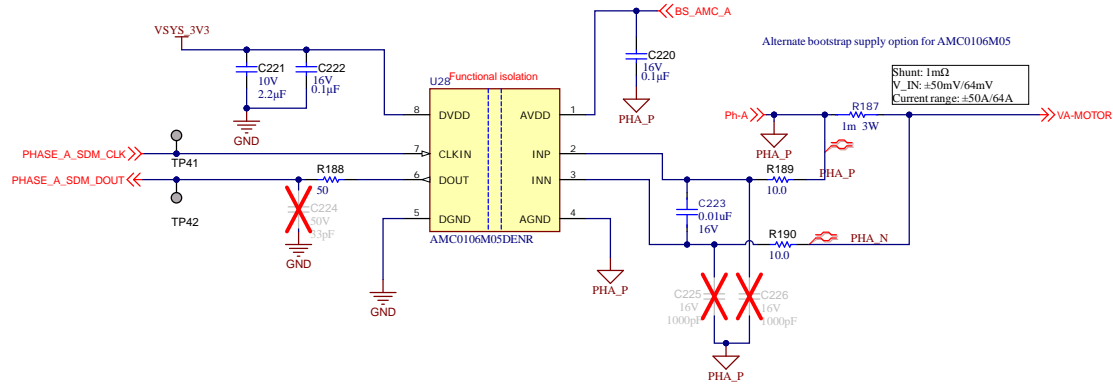 BS_AMC_A
VSYS_3V3
Alternate bootstrap supply option for AMC0106M05
C220
16V
0.1µF
C221
10V
2.2µF
C222
16V
0.1µF
U28
Functional isolation
Shunt: 1mΩ
V_IN: ±50mV/64mV
Current range: ±50A/64A
PHA_P
GND
8
DVDD
AVDD
1
Ph-A
R187
1m 3W
VA-MOTOR
PHA_P
PHASE_A_SDM_CLK
TP41
7
CLKIN
INP
2
R189
10.0
PHA_P
PHASE_A_SDM_DOUT
R188
50
6
DOUT
INN
3
TP42
C224
50V
33pF
GND
C223
0.01uF
16V
5
DGND
AGND
4
AMC0106M05DENR
R190
10.0
PHA_N
GND
PHA_P
C225
16V
1000pF
C226
16V
1000pF
PHA_P